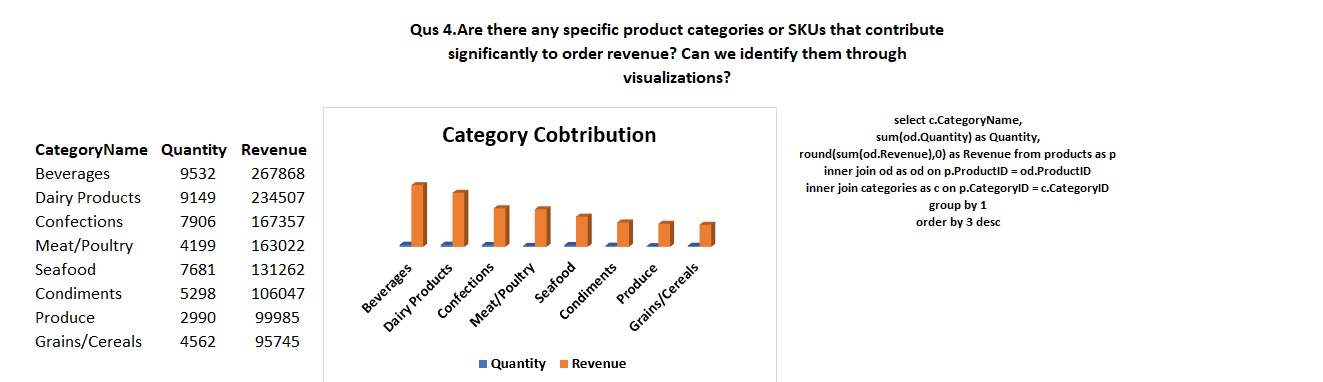 Qus 4.Are there any specific product categories or SKUs that contribute
significantly to order revenue? Can we identify them through
visualizations?
CategoryName Quantity Revenue
Beverages 9532 267868
Dairy Products 9149 234507
Confections 7906 167357
Meat/Poultry 4199 163022
Seafood 7681 131262
Condiments 5298 106047
Produce 2990 99985
Grains/Cereals 4562 95745
Category Cobtribution
Beverages
Dairy Products
Confections
Meat/Poultry
Seafood
Condiments
Produce
Grains/Cereals
Quantity Revenue
select c.CategoryName,
sum(od.Quantity) as Quantity,
round(sum(od.Revenue),0) as Revenue from products as p
inner join od as od on p.ProductID = od.ProductID
inner join categories as c on p.CategoryID = c.CategoryID
group by 1
order by 3 desc